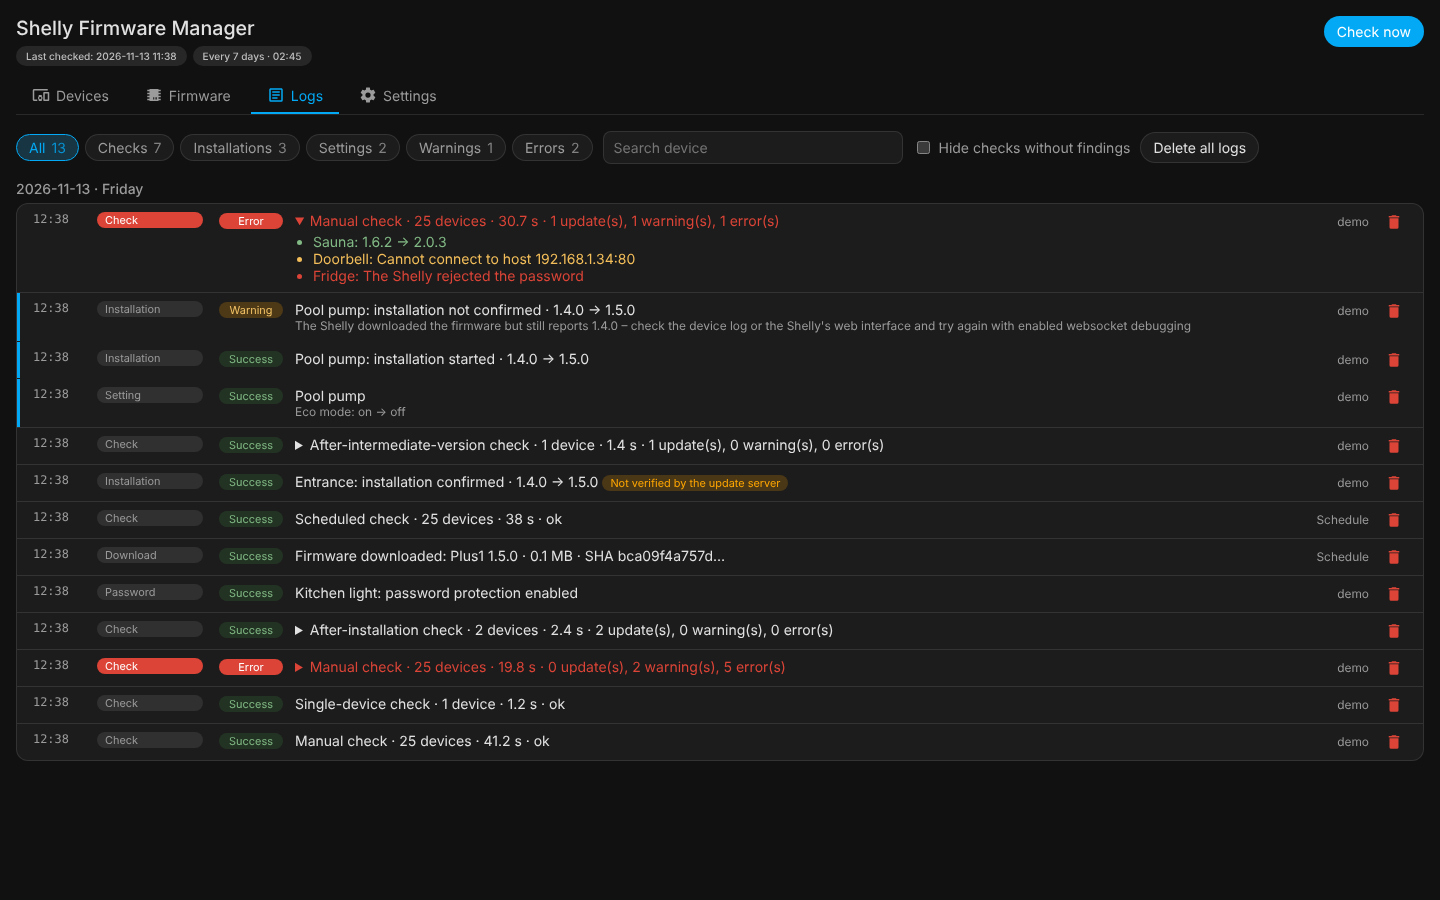 Shelly Firmware Manager
Check now
Last checked: 2026-11-13 11:38 Every 7 days · 02:45
Devices Firmware Logs Settings
All 13 Checks 7 Installations 3 Settings 2 Warnings 1 Errors 2 Search device Hide checks without findings Delete all logs
2026-11-13 · Friday
12:38 Check Error ▼ Manual check · 25 devices · 30.7 s · 1 update(s), 1 warning(s), 1 error(s) demo
• Sauna: 1.6.2 → 2.0.3
• Doorbell: Cannot connect to host 192.168.1.34:80
• Fridge: The Shelly rejected the password
12:38 Installation Warning Pool pump: installation not confirmed · 1.4.0 → 1.5.0 demo
The Shelly downloaded the firmware but still reports 1.4.0 – check the device log or the Shelly's web interface and try again with enabled websocket debugging
12:38 Installation Success Pool pump: installation started · 1.4.0 → 1.5.0 demo
12:38 Setting Success Pool pump demo
Eco mode: on → off
12:38 Check Success ▶ After-intermediate-version check · 1 device · 1.4 s · 1 update(s), 0 warning(s), 0 error(s) demo
12:38 Installation Success Entrance: installation confirmed · 1.4.0 → 1.5.0 Not verified by the update server demo
12:38 Check Success Scheduled check · 25 devices · 38 s · ok Schedule
12:38 Download Success Firmware downloaded: Plus1 1.5.0 · 0.1 MB · SHA bca09f4a757d… Schedule
12:38 Password Success Kitchen light: password protection enabled demo
12:38 Check Success ▶ After-installation check · 2 devices · 2.4 s · 2 update(s), 0 warning(s), 0 error(s)
12:38 Check Error ▶ Manual check · 25 devices · 19.8 s · 0 update(s), 2 warning(s), 5 error(s) demo
12:38 Check Success Single-device check · 1 device · 1.2 s · ok demo
12:38 Check Success Manual check · 25 devices · 41.2 s · ok demo